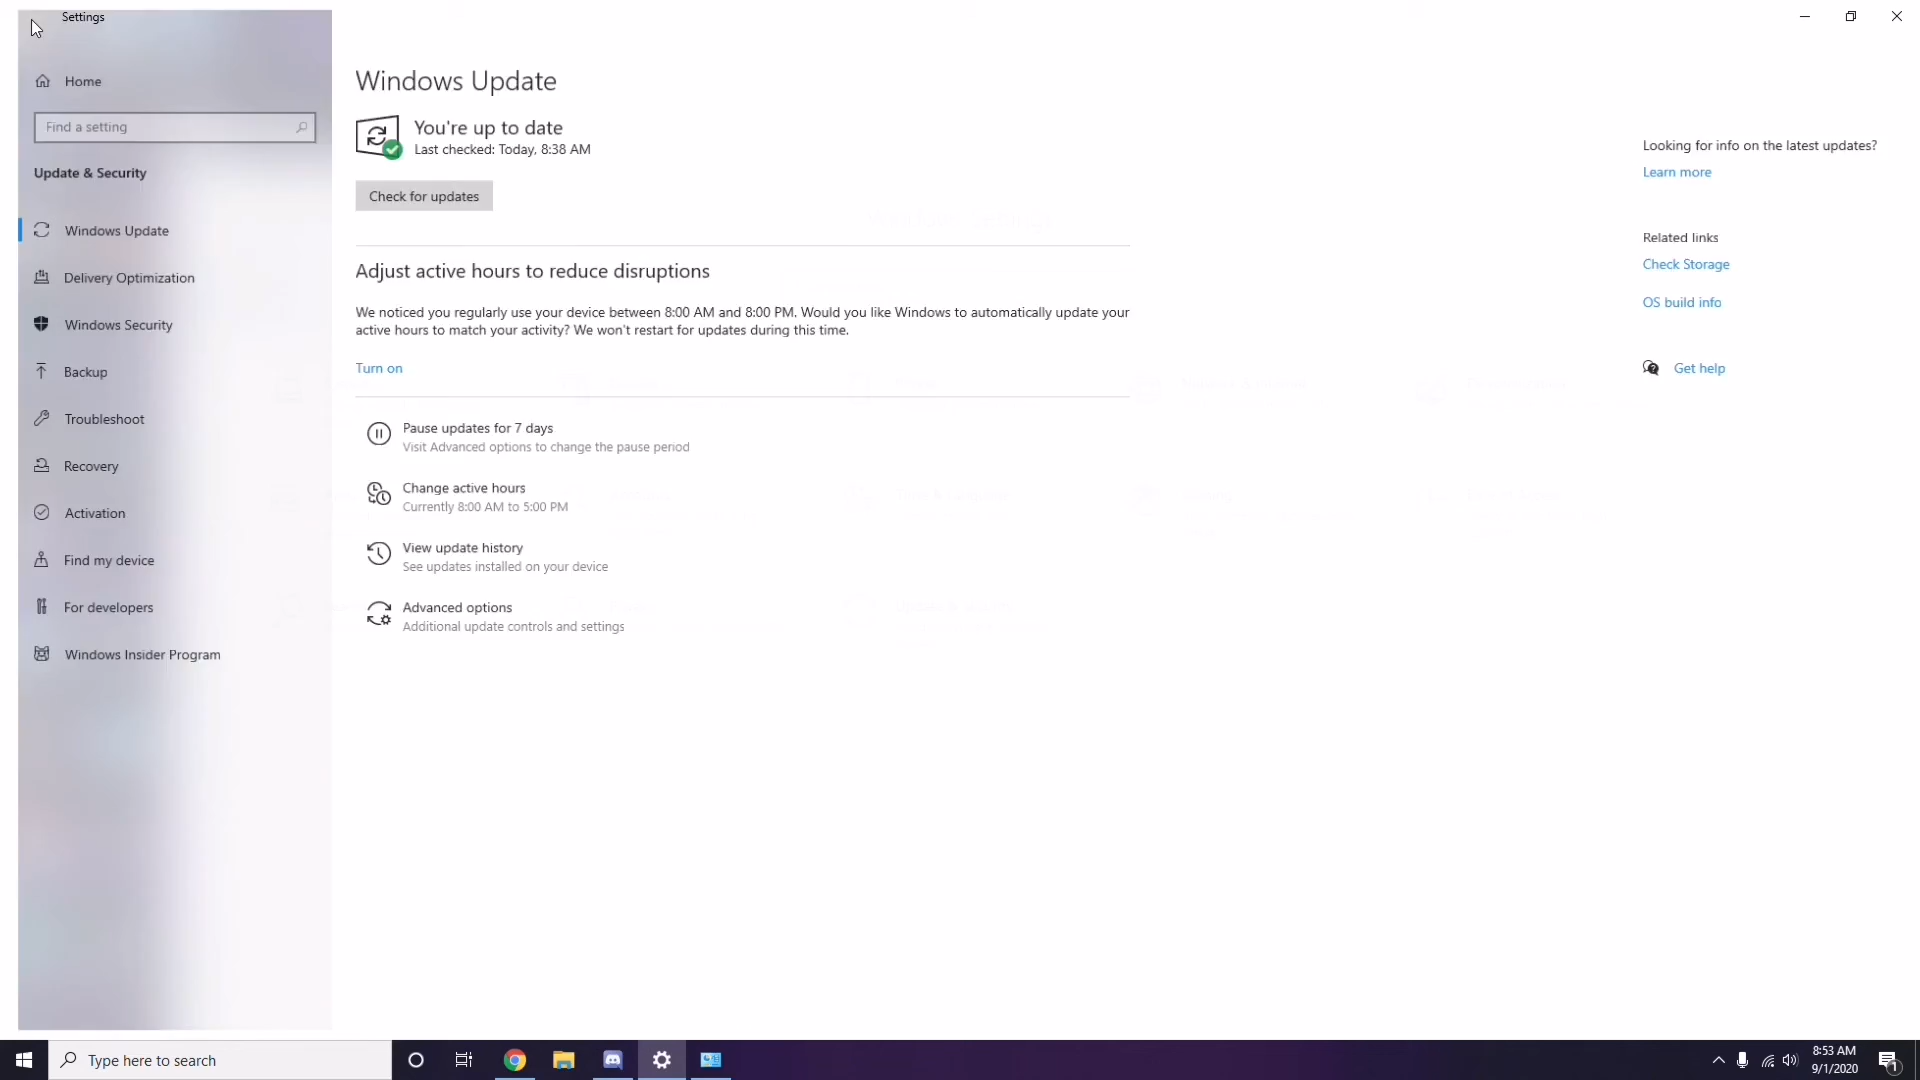 Settings
Home
Find a setting
Update & Security
Windows Update
Delivery Optimization
Windows Security
Backup
Troubleshoot
Recovery
Activation
Find my device
For developers
Windows Insider Program
Windows Update
You're up to date
Last checked: Today, 8:38 AM
Check for updates
Adjust active hours to reduce disruptions
We noticed you regularly use your device between 8:00 AM and 8:00 PM. Would you like Windows to automatically update your
active hours to match your activity? We won't restart for updates during this time.
Turn on
Pause updates for 7 days
Visit Advanced options to change the pause period
Change active hours
Currently 8:00 AM to 5:00 PM
View update history
See updates installed on your device
Advanced options
Additional update controls and settings
Looking for info on the latest updates?
Learn more
Related links
Check Storage
OS build info
Get help
Type here to search
8:53 AM
9/1/2020
1